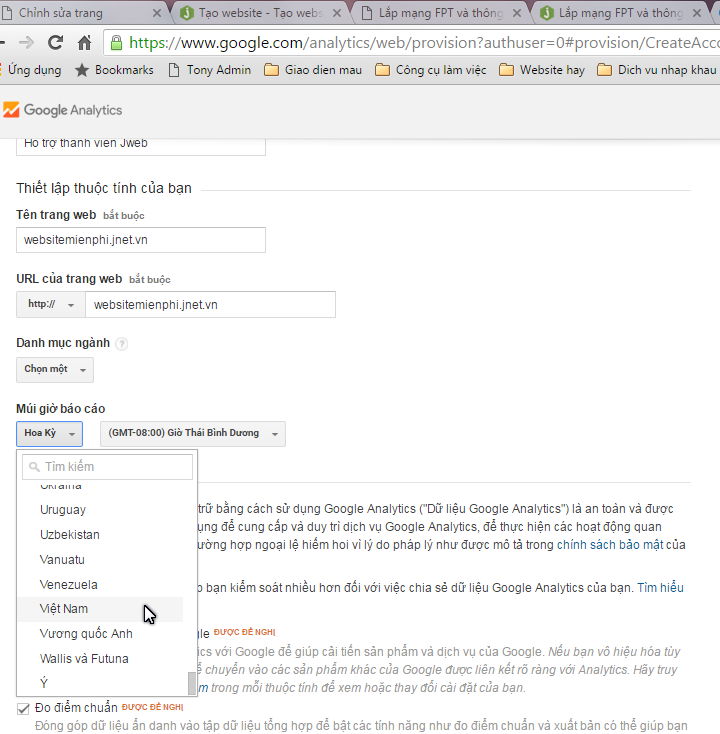 Chỉnh sửa trang
Tạo website - Tạo webs
Lắp mạng FPT và thông
Lắp mạng FPT và thông
https://www.google.com/analytics/web/provision?authuser=0#provision/CreateAcco
Ứng dụng
Bookmarks
Tony Admin
Giao dien mau
Công cụ làm việc
Website hay
Dich vu nhap khau
Google Analytics
Hỗ trợ thành viên Jweb
Thiết lập thuộc tính của bạn
Tên trang web bắt buộc
websitemienphi.jnet.vn
URL của trang web bắt buộc
http:// websitemienphi.jnet.vn
Danh mục ngành ?
Chọn một
Múi giờ báo cáo
Hoa Kỳ (GMT-08:00) Giờ Thái Bình Dương
Tìm kiếm
Ukraina
Uruguay
Uzbekistan
Vanuatu
Venezuela
Việt Nam
Vương quốc Anh
Wallis và Futuna
Ý
trữ bằng cách sử dụng Google Analytics ("Dữ liệu Google Analytics") là an toàn và được
ụng để cung cấp và duy trì dịch vụ Google Analytics, để thực hiện các hoạt động quan
ường hợp ngoại lệ hiếm hoi vì lý do pháp lý như được mô tả trong chính sách bảo mật của
p bạn kiểm soát nhiều hơn đối với việc chia sẻ dữ liệu Google Analytics của bạn. Tìm hiểu
gle ĐƯỢC ĐỀ NGHỊ
ics với Google để giúp cải tiến sản phẩm và dịch vụ của Google. Nếu bạn vô hiệu hóa tùy
ể chuyển vào các sản phẩm khác của Google được liên kết rõ ràng với Analytics. Hãy truy
m trong mỗi thuộc tính để xem hoặc thay đổi cài đặt của bạn.
Đo điểm chuẩn ĐƯỢC ĐỀ NGHỊ
Đóng góp dữ liệu ẩn danh vào tập dữ liệu tổng hợp để bật các tính năng như đo điểm chuẩn và xuất bản có thể giúp bạn